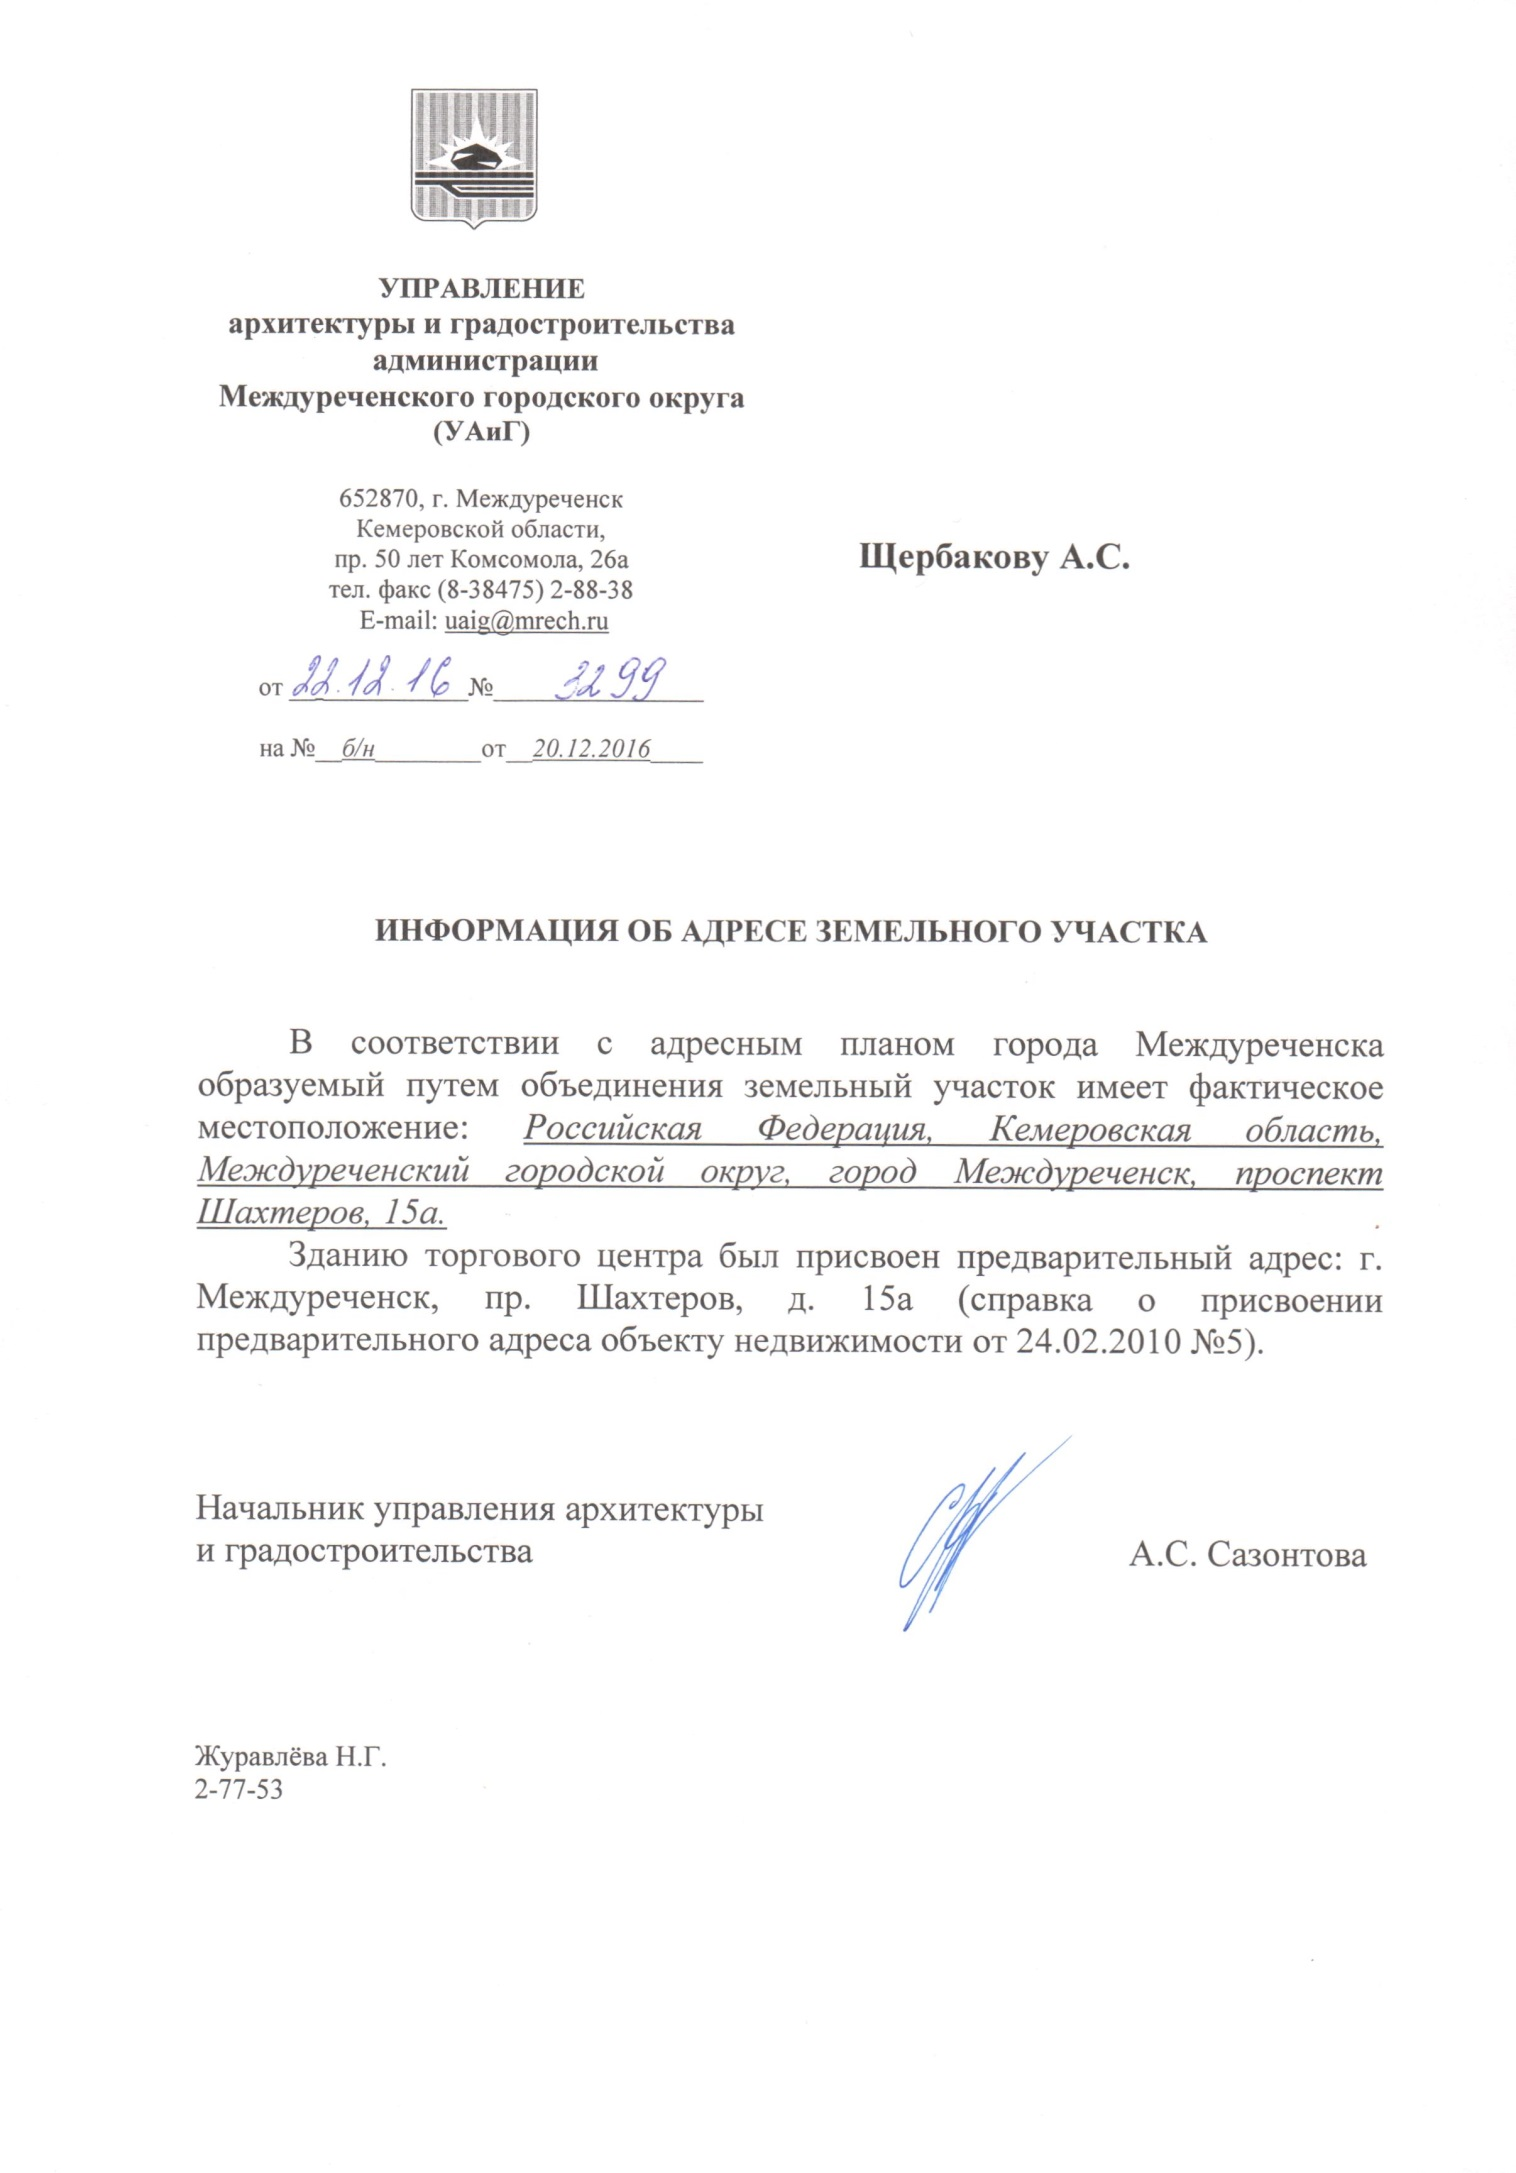 УПРАВЛЕНИЕ
архитектуры и градостроительства
администрации
Междуреченского городского округа
(УАиГ)
652870, г. Междуреченск
Кемеровской области,
пр. 50 лет Комсомола, 26а
тел. факс (8-38475) 2-88-38
E-mail: uaig@mrech.ru
Щербакову А.С.
от 22.12.16 № 3299
на № б/н от 20.12.2016
ИНФОРМАЦИЯ ОБ АДРЕСЕ ЗЕМЕЛЬНОГО УЧАСТКА
В соответствии с адресным планом города Междуреченска
образуемый путем объединения земельный участок имеет фактическое
местоположение: Российская Федерация, Кемеровская область,
Междуреченский городской округ, город Междуреченск, проспект
Шахтеров, 15а.
Зданию торгового центра был присвоен предварительный адрес: г.
Междуреченск, пр. Шахтеров, д. 15а (справка о присвоении
предварительного адреса объекту недвижимости от 24.02.2010 №5).
Начальник управления архитектуры
и градостроительства А.С. Сазонтова
Журавлёва Н.Г.
2-77-53